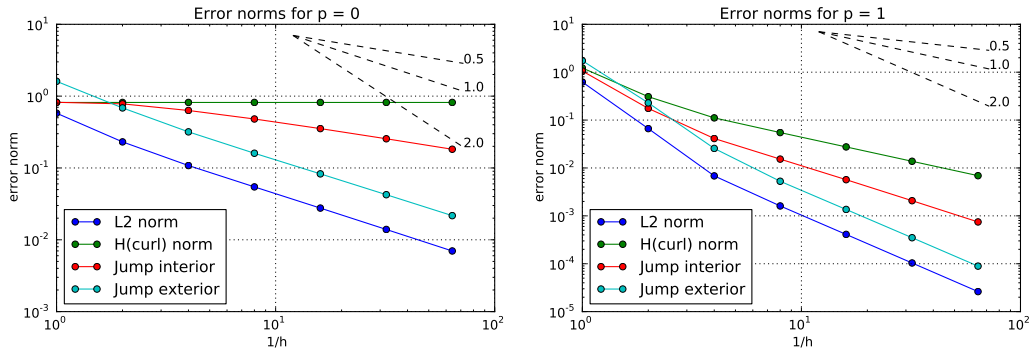 Error norms for p = 0
10^1
10^0
10^-1
10^-2
10^-3
error norm
0.5
1.0
2.0
L2 norm
H(curl) norm
Jump interior
Jump exterior
10^0
10^1
10^2
1/h
Error norms for p = 1
10^1
10^0
10^-1
10^-2
10^-3
10^-4
10^-5
error norm
0.5
1.0
2.0
L2 norm
H(curl) norm
Jump interior
Jump exterior
10^0
10^1
10^2
1/h